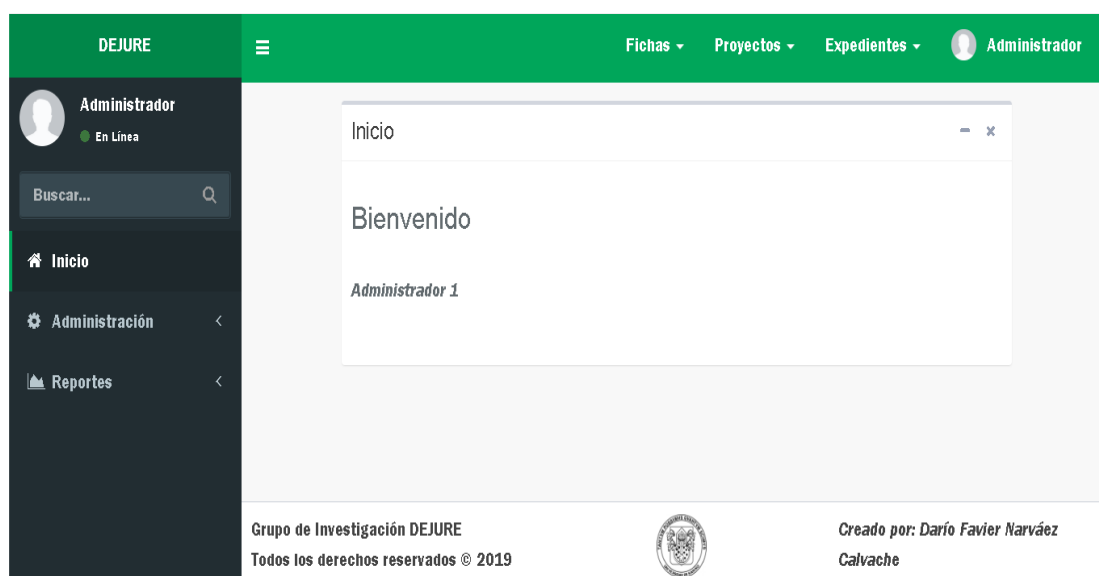 DEJURE
Fichas
Proyectos
Expedientes
Administrador
Administrador
En Línea
Buscar...
Inicio
Administración
Reportes
Inicio
Bienvenido
Administrador 1
Grupo de Investigación DEJURE
Todos los derechos reservados © 2019
Creado por: Darío Favier Narváez
Calvache